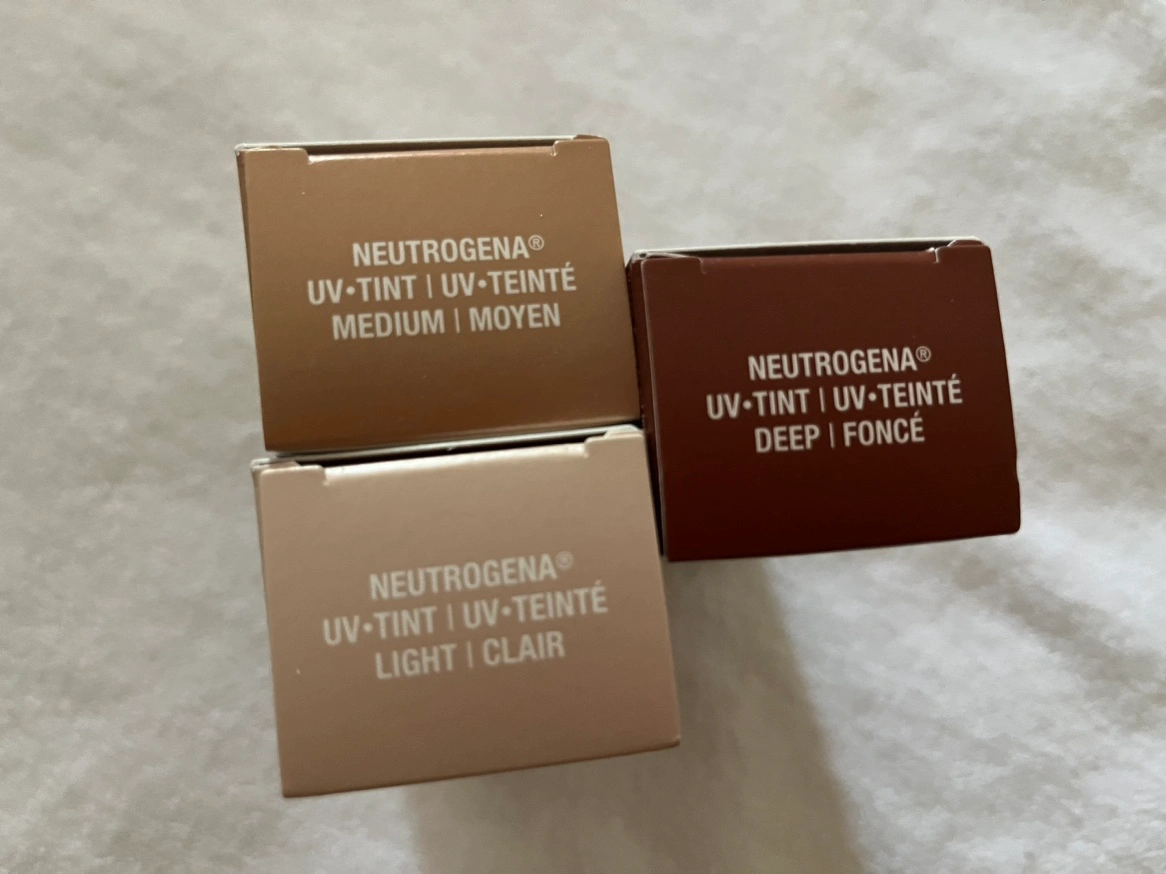 NEUTROGENA®
UV•TINT | UV•TEINTÉ
MEDIUM | MOYEN
NEUTROGENA®
UV•TINT | UV•TEINTÉ
DEEP | FONCÉ
NEUTROGENA®
UV•TINT | UV•TEINTÉ
LIGHT | CLAIR